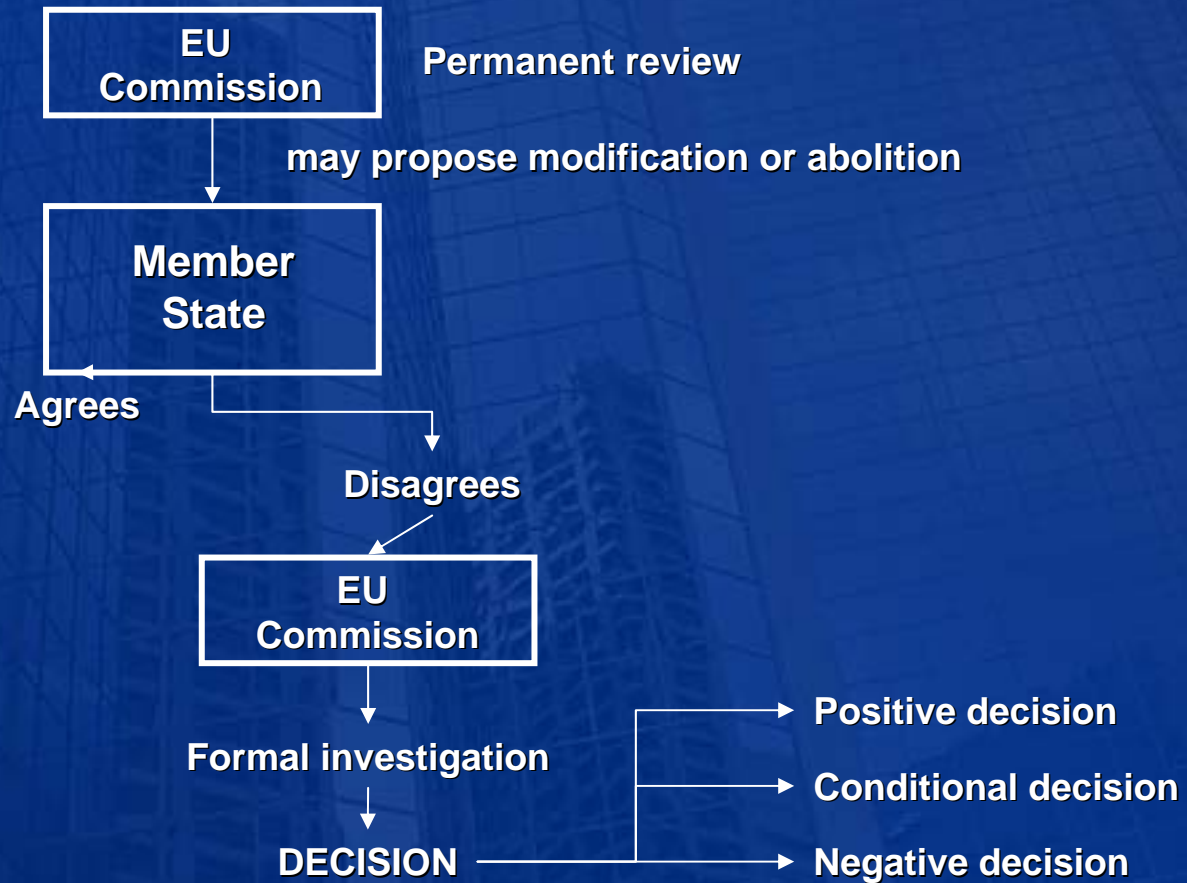 EU
Commission
Permanent review
may propose modification or abolition
Member
State
Agrees
Disagrees
EU
Commission
Formal investigation
DECISION
Positive decision
Conditional decision
Negative decision